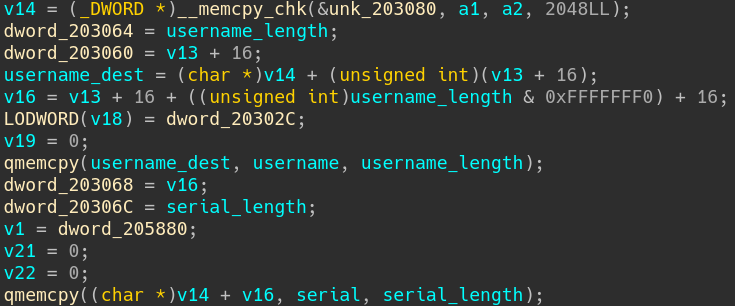 v14 = (_DWORD *)__memcpy_chk(&unk_203080, a1, a2, 2048LL);
dword_203064 = username_length;
dword_203060 = v13 + 16;
username_dest = (char *)v14 + (unsigned int)(v13 + 16);
v16 = v13 + 16 + ((unsigned int)username_length & 0xFFFFFFF0) + 16;
LODWORD(v18) = dword_20302C;
v19 = 0;
qmemcpy(username_dest, username, username_length);
dword_203068 = v16;
dword_20306C = serial_length;
v1 = dword_205880;
v21 = 0;
v22 = 0;
qmemcpy((char *)v14 + v16, serial, serial_length);